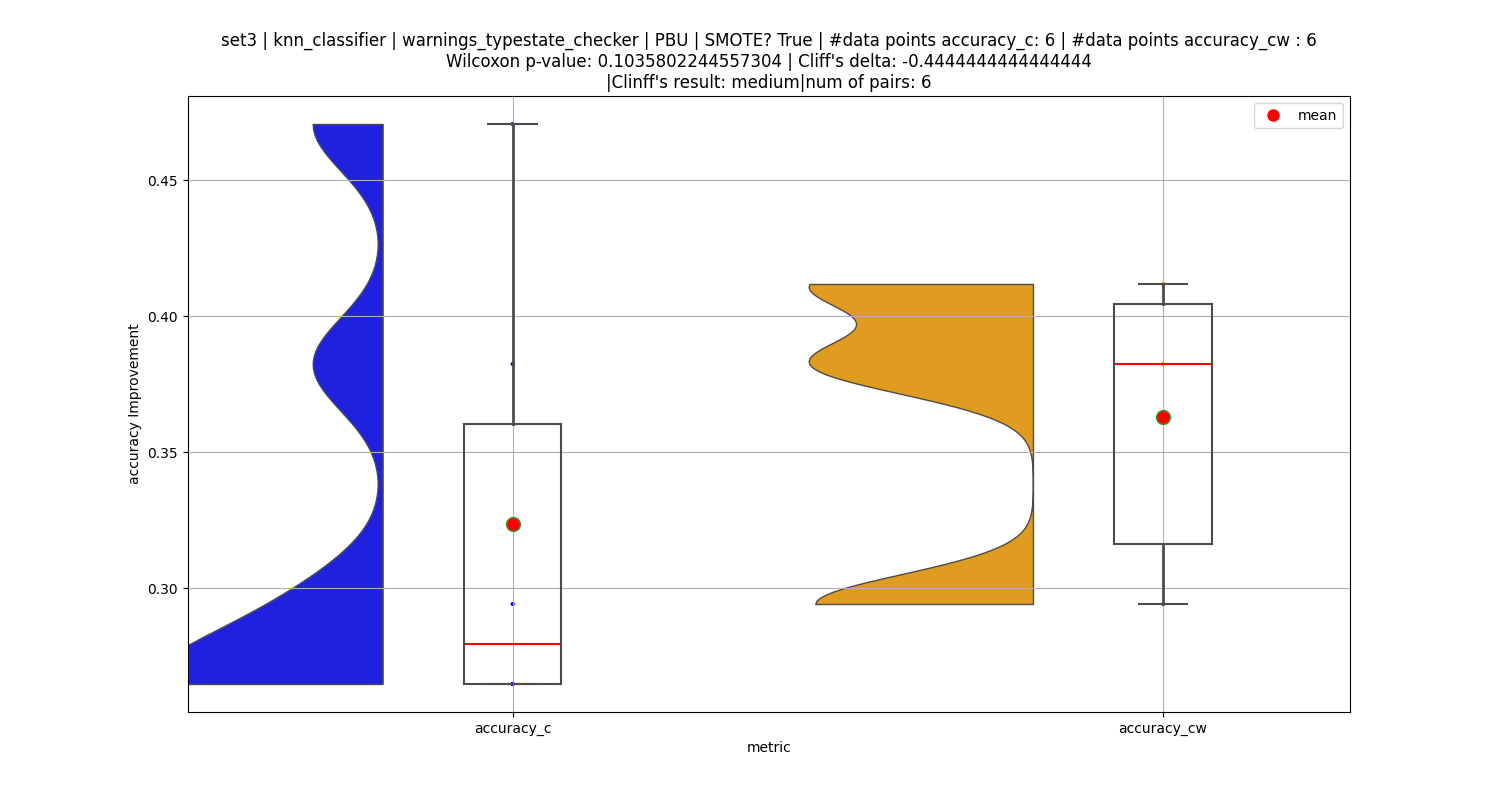 set3 | knn_classifier | warnings_typestate_checker | PBU | SMOTE? True | #data points accuracy_c: 6 | #data points accuracy_cw : 6
Wilcoxon p-value: 0.1035802244557304 | Cliff's delta: -0.4444444444444444
|Clinff's result: medium|num of pairs: 6
mean
accuracy Improvement
0.45
0.40
0.35
0.30
accuracy_c
accuracy_cw
metric